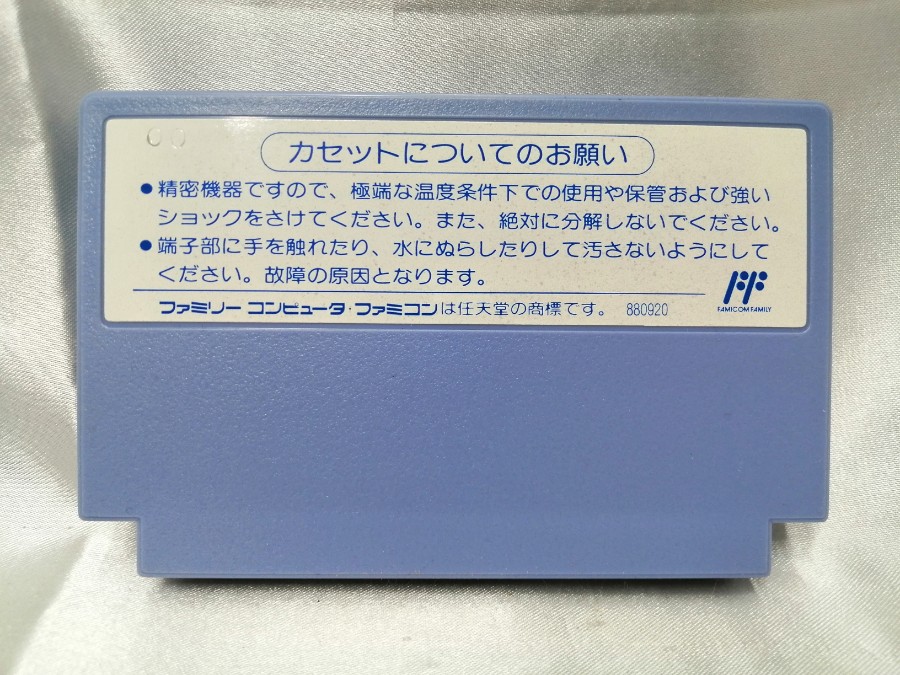 00
カセットについてのお願い
●精密機器ですので、極端な温度条件下での使用や保管および強い
ショックをさけてください。また、絶対に分解しないでください。
●端子部に手を触れたり、水にぬらしたりして汚さないようにして
ください。故障の原因となります。
ファミリー コンピュータ・ファミコンは任天堂の商標です。 880920
FAMICOM FAMILY